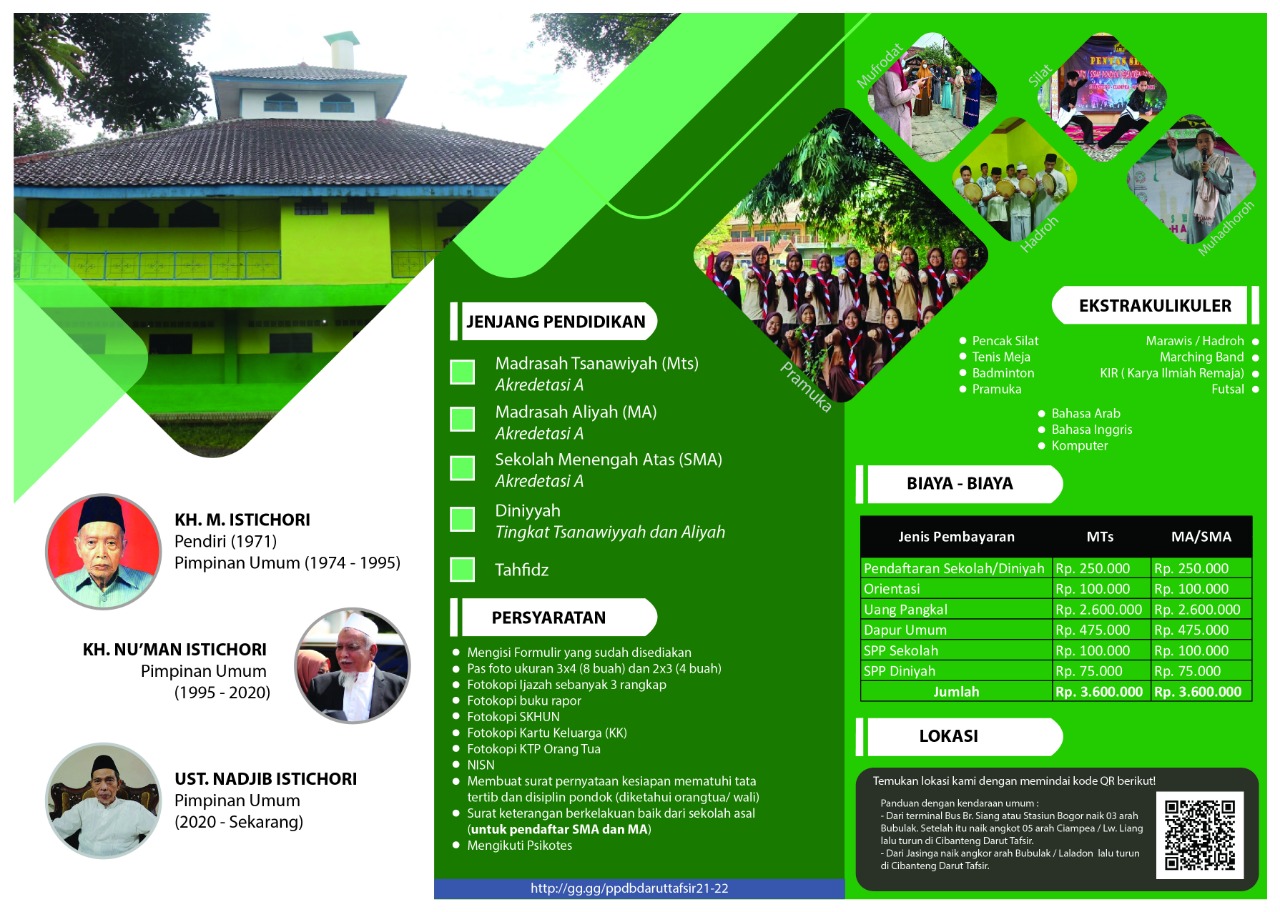 KH. M. ISTICHORI
Pendiri (1971)
Pimpinan Umum (1974 - 1995)
KH. NU'MAN ISTICHORI
Pimpinan Umum
(1995 - 2020)
UST. NADJIB ISTICHORI
Pimpinan Umum
(2020 - Sekarang)
JENJANG PENDIDIKAN
Madrasah Tsanawiyah (Mts)
Akredetasi A
Madrasah Aliyah (MA)
Akredetasi A
Sekolah Menengah Atas (SMA)
Akredetasi A
Diniyyah
Tingkat Tsanawiyyah dan Aliyah
Tahfidz
PERSYARATAN
Mengisi Formulir yang sudah disediakan
Pas foto ukuran 3x4 (8 buah) dan 2x3 (4 buah)
Fotokopi Ijazah sebanyak 3 rangkap
Fotokopi buku rapor
Fotokopi SKHUN
Fotokopi Kartu Keluarga (KK)
Fotokopi KTP Orang Tua
NISN
Membuat surat pernyataan kesiapan mematuhi tata
tertib dan disiplin pondok (diketahui orangtua/ wali)
Surat keterangan berkelakuan baik dari sekolah asal
(untuk pendaftar SMA dan MA)
Mengikuti Psikotes
http://gg.gg/ppdbdaruttafsir21-22
Mufrodat
Silat
PENTAS SE
Hadroh
Muhadhoroh
Pramuka
EKSTRAKULIKULER
Pencak Silat
Tenis Meja
Badminton
Pramuka
Marawis / Hadroh
Marching Band
KIR ( Karya Ilmiah Remaja)
Futsal
Bahasa Arab
Bahasa Inggris
Komputer
BIAYA - BIAYA
Jenis Pembayaran MTs MA/SMA
Pendaftaran Sekolah/Diniyah Rp. 250.000 Rp. 250.000
Orientasi Rp. 100.000 Rp. 100.000
Uang Pangkal Rp. 2.600.000 Rp. 2.600.000
Dapur Umum Rp. 475.000 Rp. 475.000
SPP Sekolah Rp. 100.000 Rp. 100.000
SPP Diniyah Rp. 75.000 Rp. 75.000
Jumlah Rp. 3.600.000 Rp. 3.600.000
LOKASI
Temukan lokasi kami dengan memindai kode QR berikut!
Panduan dengan kendaraan umum :
- Dari terminal Bus Br. Siang atau Stasiun Bogor naik 03 arah
Bubulak. Setelah itu naik angkot 05 arah Ciampea / Lw. Liang
lalu turun di Cibanteng Darut Tafsir.
- Dari Jasinga naik angkor arah Bubulak / Laladon lalu turun
di Cibanteng Darut Tafsir.